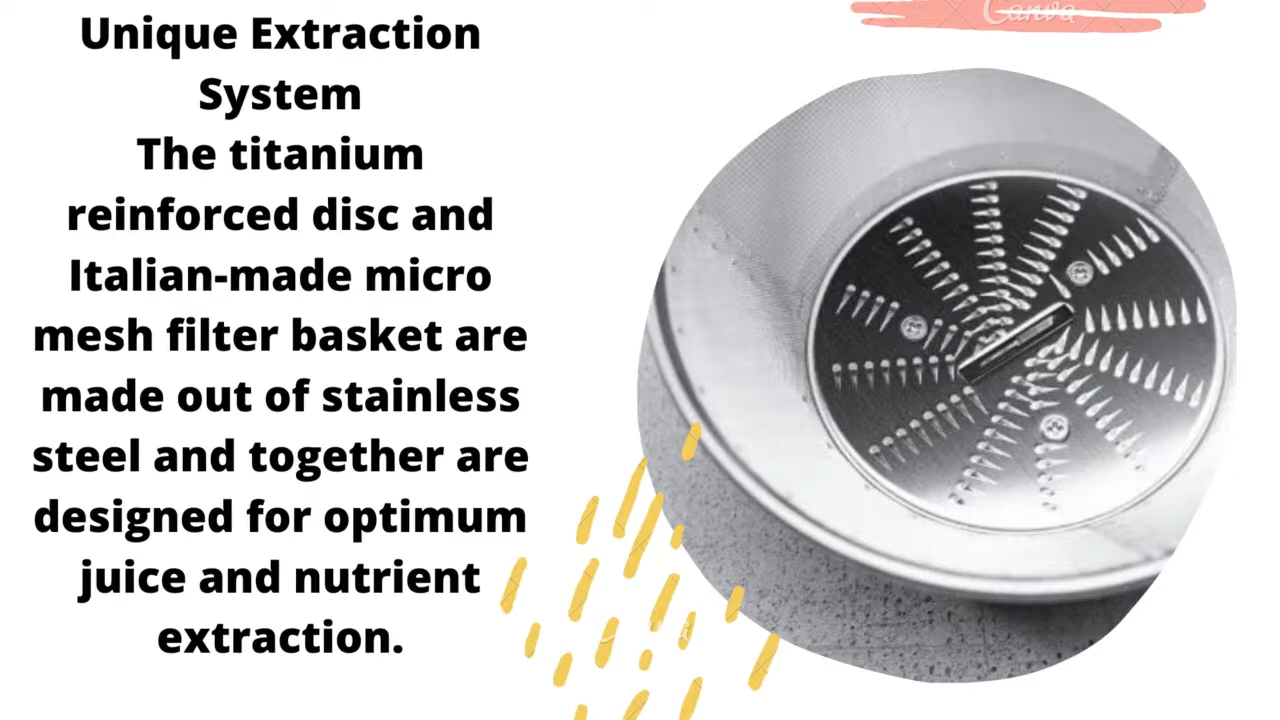 Unique Extraction
System
The titanium
reinforced disc and
Italian-made micro
mesh filter basket are
made out of stainless
steel and together are
designed for optimum
juice and nutrient
extraction.
Canva